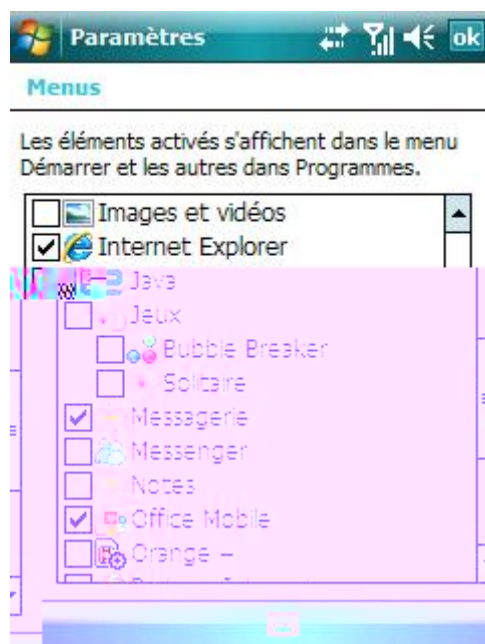 Paramètres
ok
Menus
Les éléments activés s'affichent dans le menu
Démarrer et les autres dans Programmes.
Images et vidéos
Internet Explorer
Java
Jeux
Bubble Breaker
Solitaire
Messagerie
Messenger
Notes
Office Mobile
Orange –